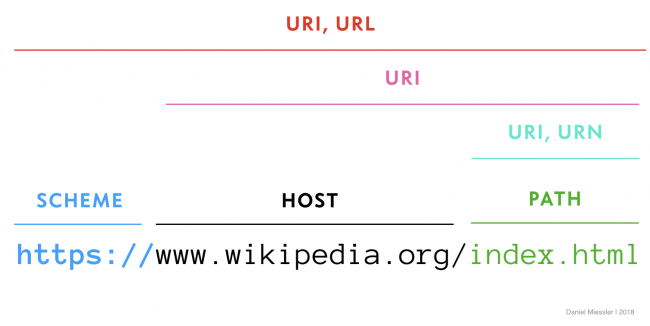 URI, URL
URI
URI, URN
SCHEME HOST PATH
https://www.wikipedia.org/index.html
Daniel Miessler | 2018